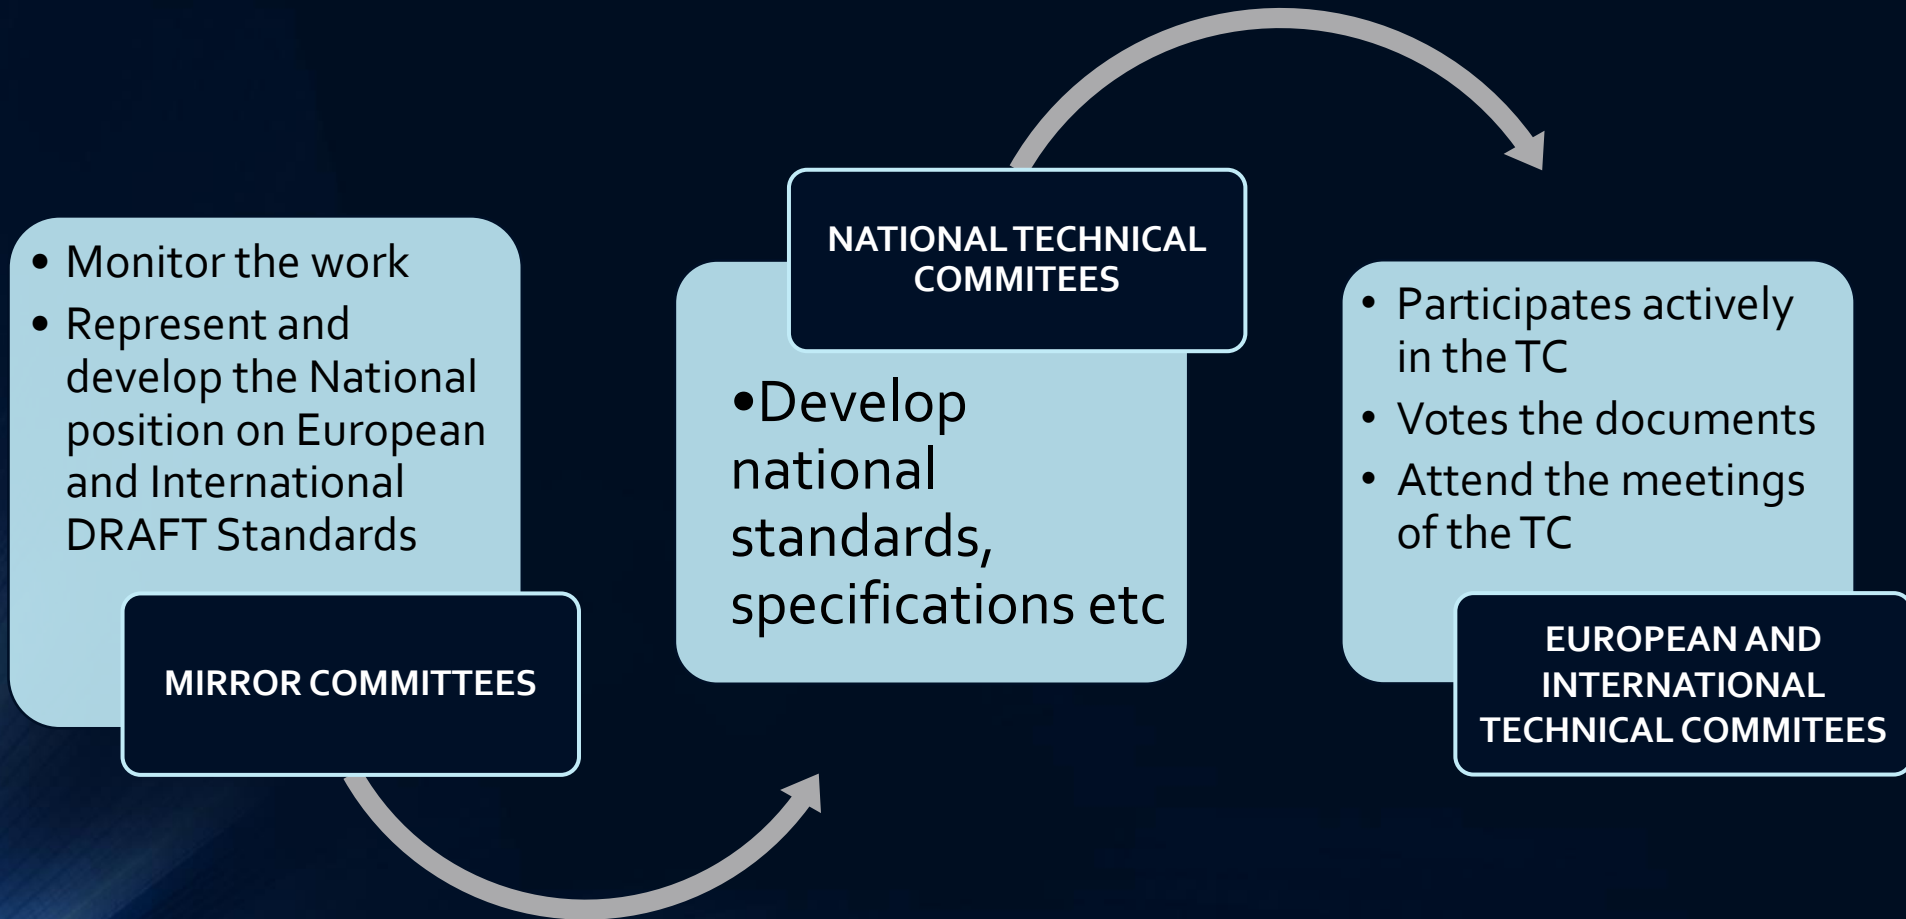 • Monitor the work
• Represent and
develop the National
position on European
and International
DRAFT Standards
MIRROR COMMITTEES
NATIONAL TECHNICAL
COMMITEES
•Develop
national
standards,
specifications etc
• Participates actively
in the TC
• Votes the documents
• Attend the meetings
of the TC
EUROPEAN AND
INTERNATIONAL
TECHNICAL COMMITEES